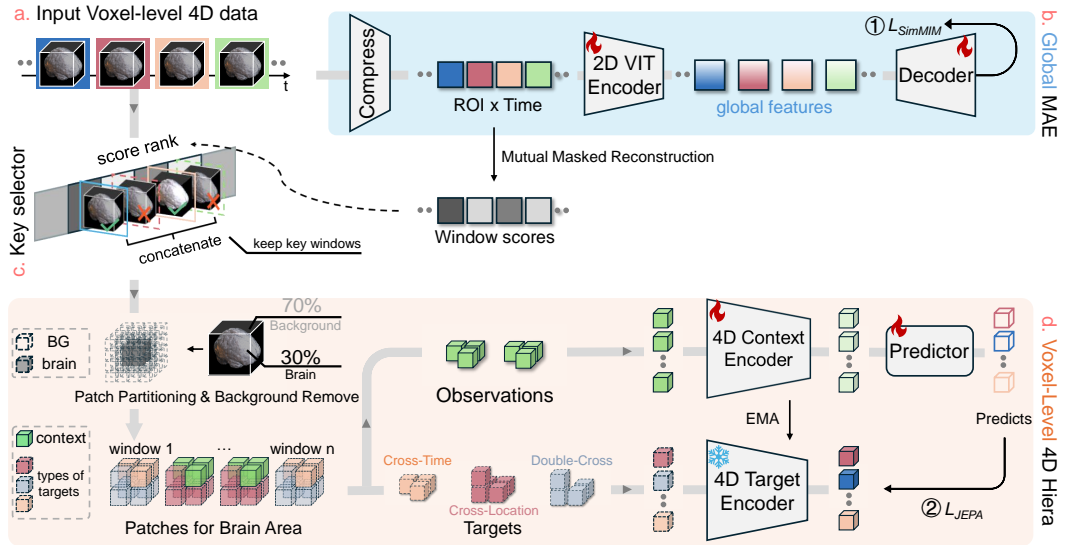 a. Input Voxel-level 4D data
t
Compress
ROI x Time
2D VIT
Encoder
global features
Decoder
① L_SimMIM
b. Global MAE
Mutual Masked Reconstruction
Window scores
c. Key selector
score rank
concatenate
keep key windows
BG
brain
70%
Background
30%
Brain
Patch Partitioning & Background Remove
context
types of
targets
window 1
...
window n
Patches for Brain Area
Observations
Cross-Time
Cross-Location
Double-Cross
Targets
4D Context
Encoder
EMA
4D Target
Encoder
Predictor
Predicts
② L_JEPA
d. Voxel-Level 4D Hiera